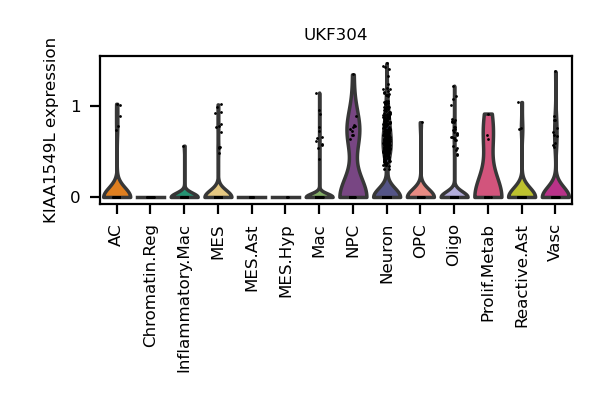 UKF304
KIAA1549L expression
1
0
AC
Chromatin.Reg
Inflammatory.Mac
MES
MES.Ast
MES.Hyp
Mac
NPC
Neuron
OPC
Oligo
Prolif.Metab
Reactive.Ast
Vasc